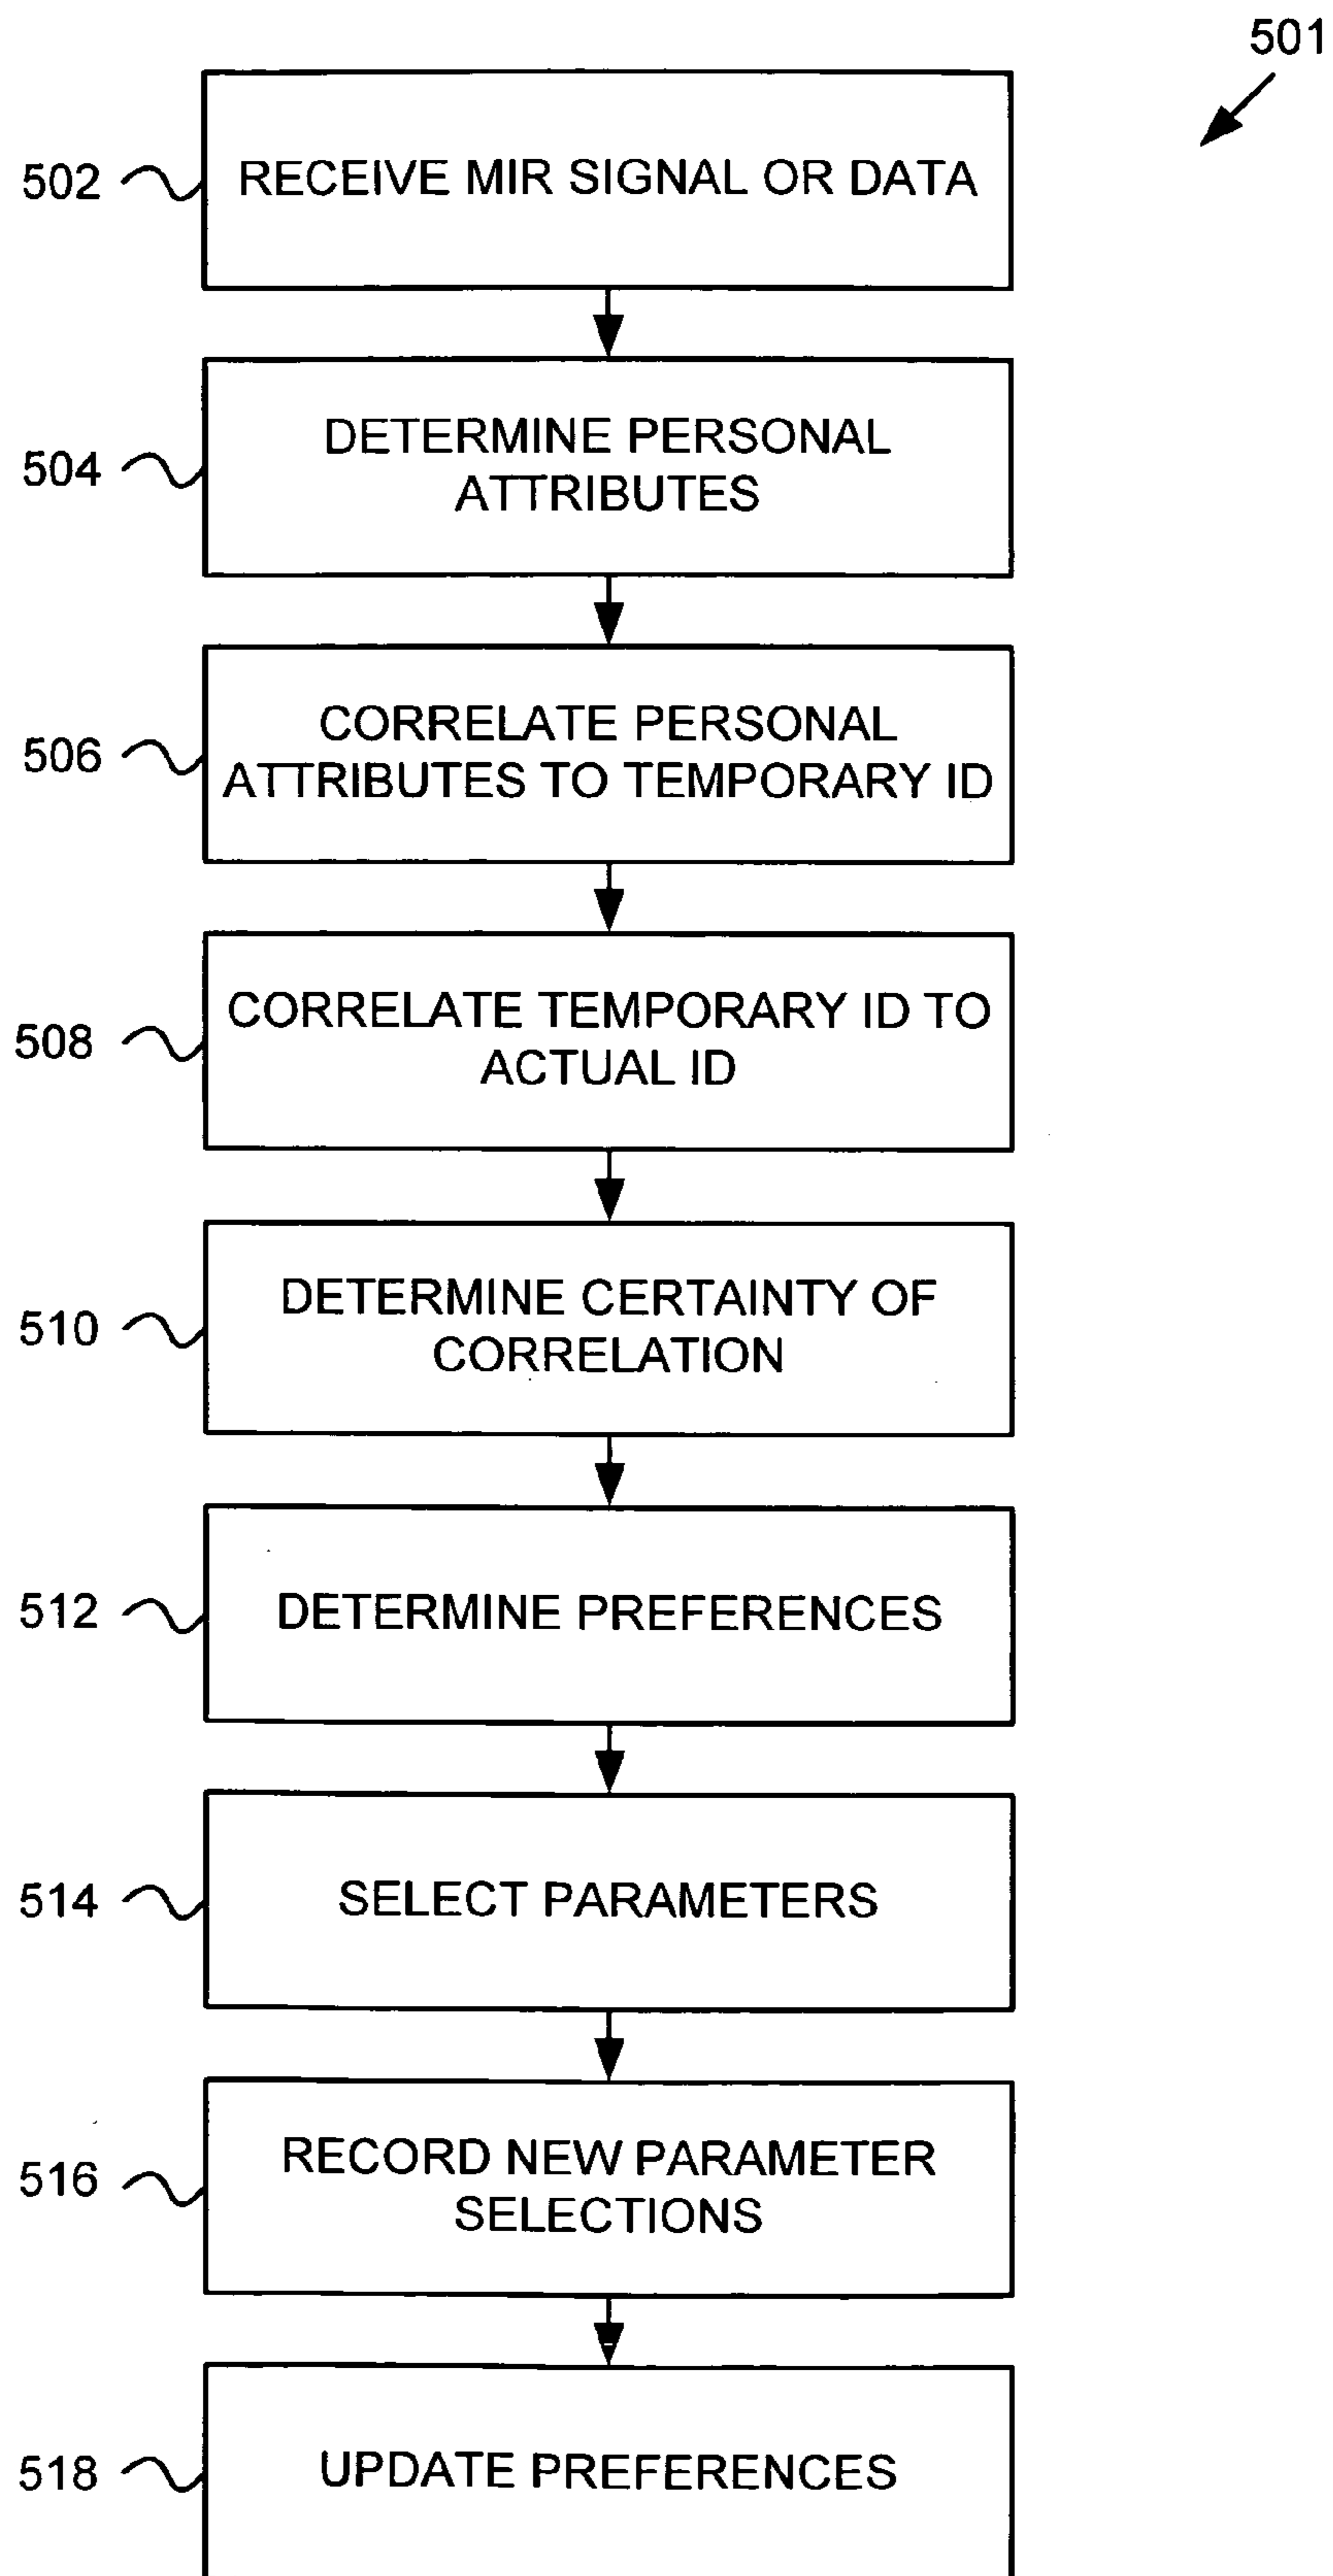 501
502 RECEIVE MIR SIGNAL OR DATA
504 DETERMINE PERSONAL
ATTRIBUTES
506 CORRELATE PERSONAL
ATTRIBUTES TO TEMPORARY ID
508 CORRELATE TEMPORARY ID TO
ACTUAL ID
510 DETERMINE CERTAINTY OF
CORRELATION
512 DETERMINE PREFERENCES
514 SELECT PARAMETERS
516 RECORD NEW PARAMETER
SELECTIONS
518 UPDATE PREFERENCES